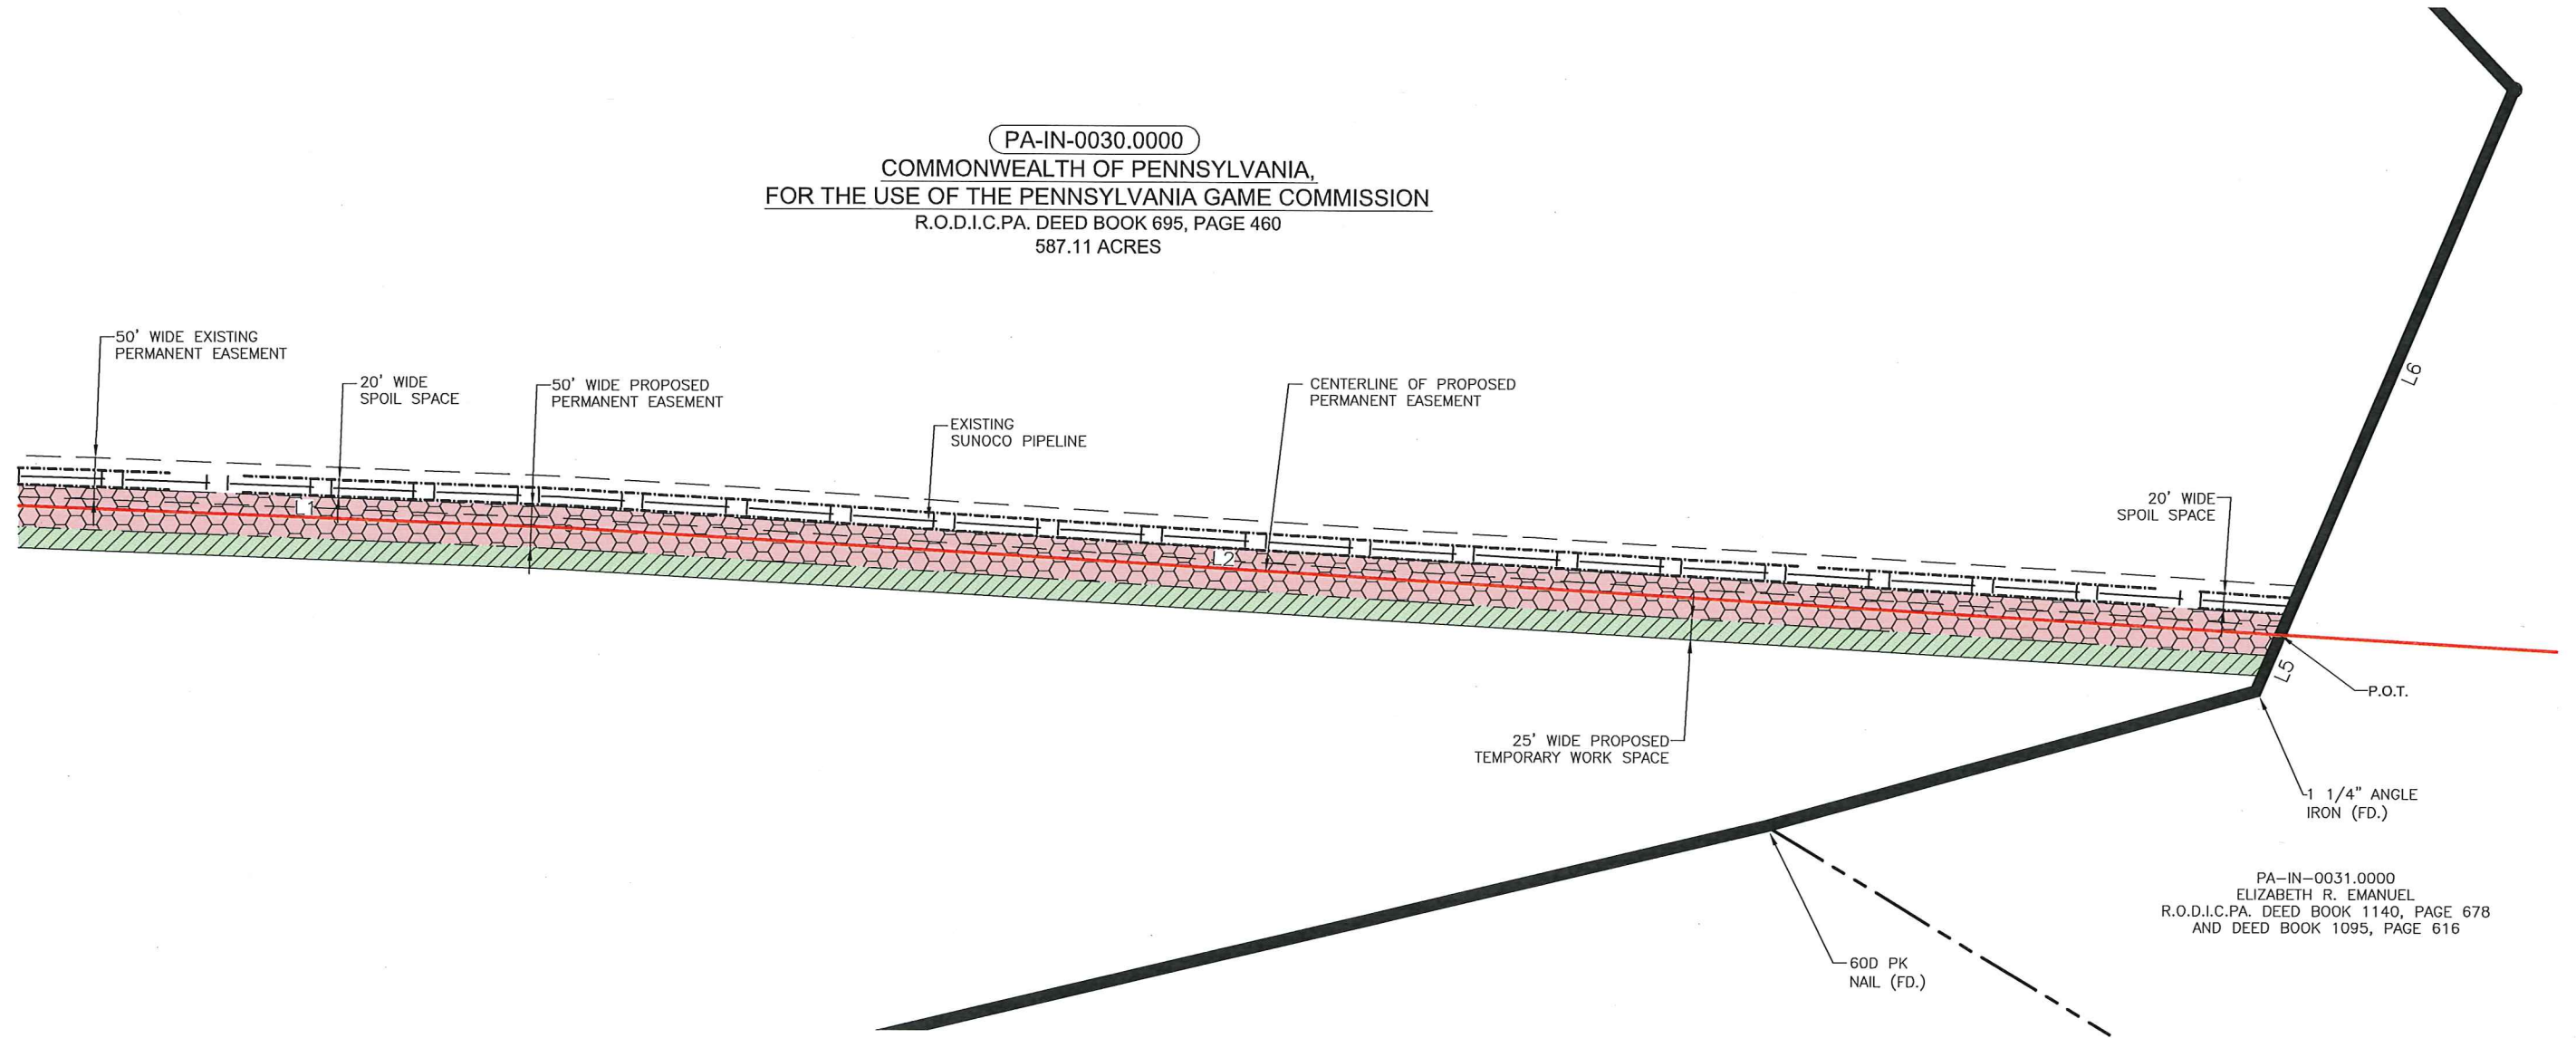 PA-IN-0030.0000
COMMONWEALTH OF PENNSYLVANIA,
FOR THE USE OF THE PENNSYLVANIA GAME COMMISSION
R.O.D.I.C.PA. DEED BOOK 695, PAGE 460
587.11 ACRES
50' WIDE EXISTING
PERMANENT EASEMENT
20' WIDE
SPOIL SPACE
50' WIDE PROPOSED
PERMANENT EASEMENT
EXISTING
SUNOCO PIPELINE
CENTERLINE OF PROPOSED
PERMANENT EASEMENT
L6
20' WIDE
SPOIL SPACE
L1
L2
L5
P.O.T.
25' WIDE PROPOSED
TEMPORARY WORK SPACE
1 1/4" ANGLE
IRON (FD.)
PA-IN-0031.0000
ELIZABETH R. EMANUEL
R.O.D.I.C.PA. DEED BOOK 1140, PAGE 678
AND DEED BOOK 1095, PAGE 616
60D PK
NAIL (FD.)